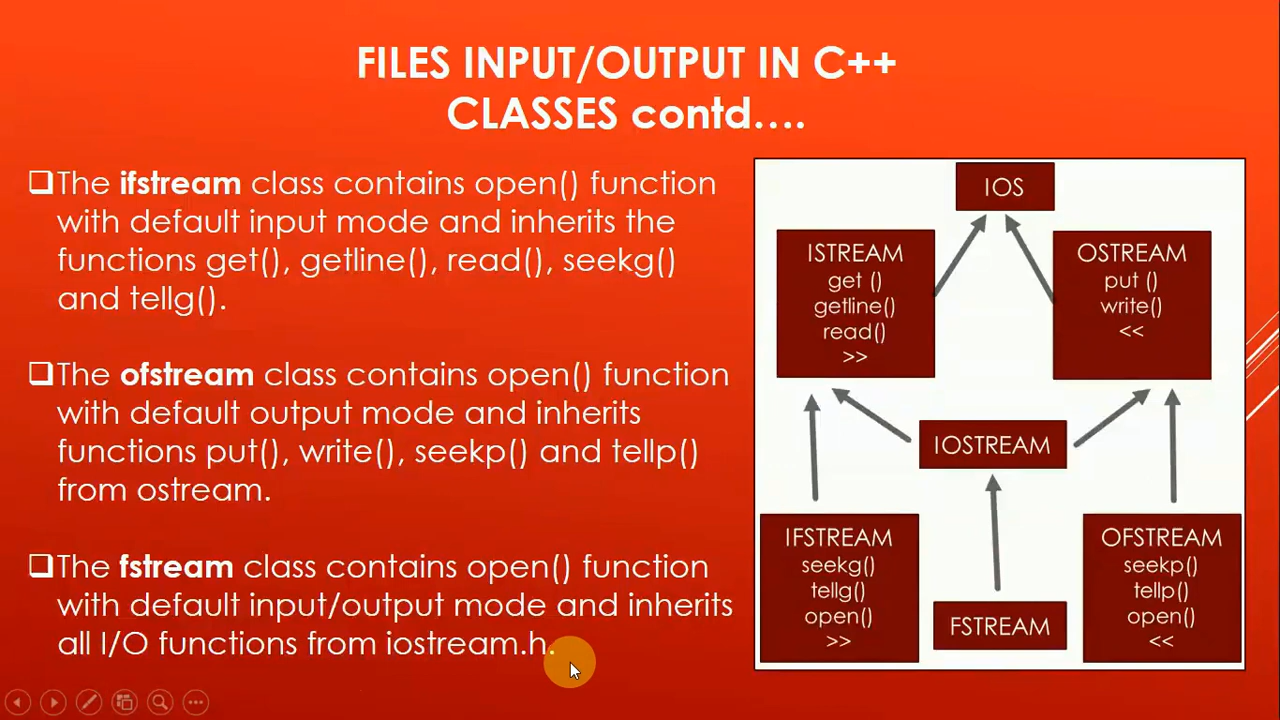 FILES INPUT/OUTPUT IN C++
CLASSES contd....
❑The ifstream class contains open() function
with default input mode and inherits the
functions get(), getline(), read(), seekg()
and tellg().
❑The ofstream class contains open() function
with default output mode and inherits
functions put(), write(), seekp() and tellp()
from ostream.
❑The fstream class contains open() function
with default input/output mode and inherits
all I/O functions from iostream.h.
IOS
ISTREAM
get ()
getline()
read()
>>
OSTREAM
put ()
write()
<<
IOSTREAM
IFSTREAM
seekg()
tellg()
open()
>>
FSTREAM
OFSTREAM
seekp()
tellp()
open()
<<